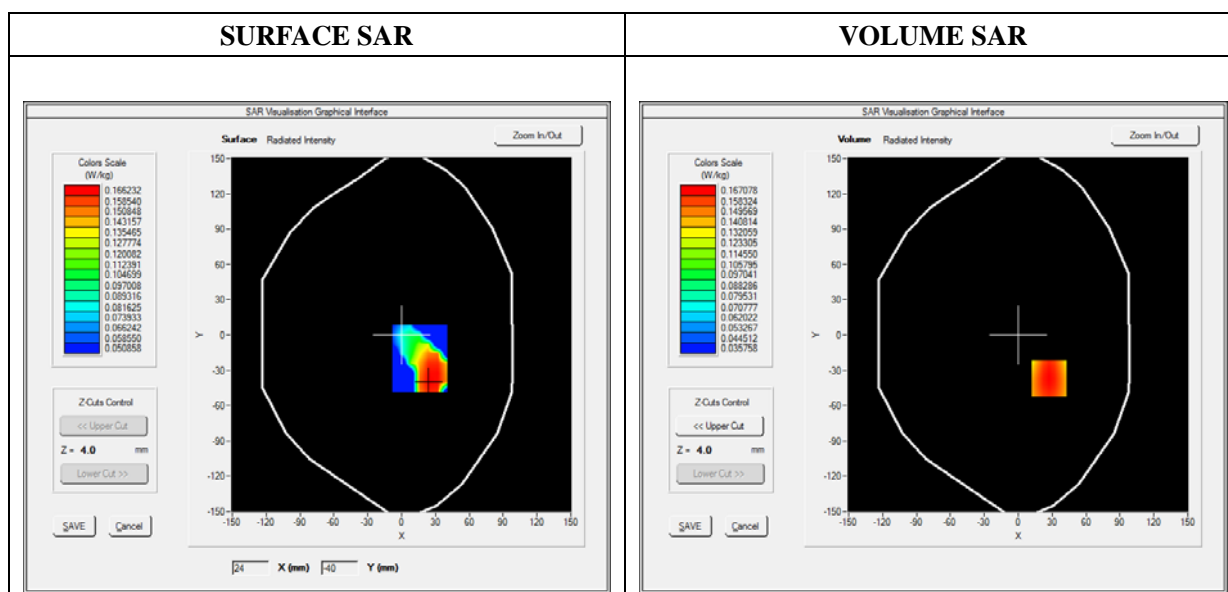 SURFACE SAR
VOLUME SAR
SAR Visualisation Graphical Interface
Surface Radiated Intensity
Zoom In/Out
Colors Scale
(W/kg)
0.166232
0.158540
0.150848
0.143157
0.135465
0.127774
0.120082
0.112391
0.104699
0.097008
0.089316
0.081625
0.073933
0.066242
0.058550
0.050858
Z-Cuts Control
<< Upper Cut
Z = 4.0 mm
Lower Cut >>
SAVE Cancel
150
120
90
60
30
0
-30
-60
-90
-120
-150
Y
-150 -120 -90 -60 -30 0 30 60 90 120 150
X
24 X (mm) -40 Y (mm)
SAR Visualisation Graphical Interface
Volume Radiated Intensity
Zoom In/Out
Colors Scale
(W/kg)
0.167078
0.158324
0.149569
0.140814
0.132059
0.123305
0.114550
0.105795
0.097041
0.088286
0.079531
0.070777
0.062022
0.053267
0.044512
0.035758
Z-Cuts Control
<< Upper Cut
Z = 4.0 mm
Lower Cut >>
SAVE Cancel
150
120
90
60
30
0
-30
-60
-90
-120
-150
Y
-150 -120 -90 -60 -30 0 30 60 90 120 150
X